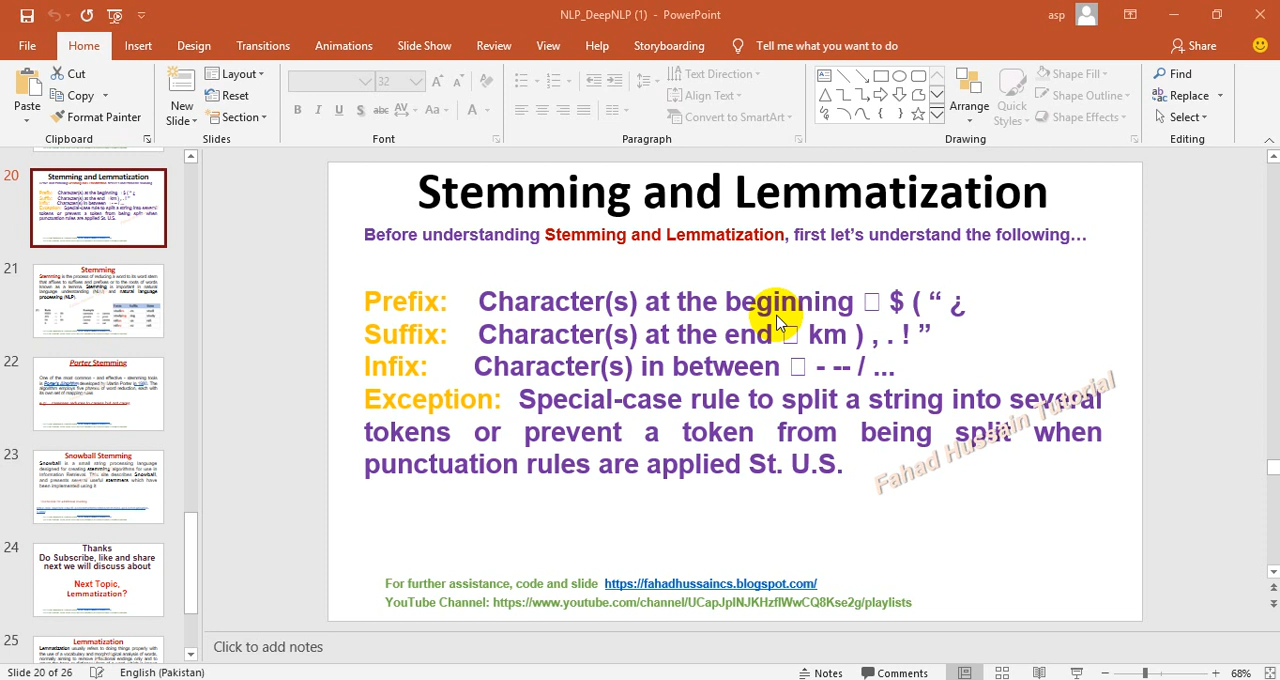 NLP_DeepNLP (1) - PowerPoint
asp
File Home Insert Design Transitions Animations Slide Show Review View Help Storyboarding Tell me what you want to do Share
Paste
Cut
Copy
Format Painter
Clipboard
New Slide
Layout
Reset
Section
Slides
32
B I U S abc AV Aa A
Font
Text Direction
Align Text
Convert to SmartArt
Paragraph
Arrange
Quick Styles
Shape Fill
Shape Outline
Shape Effects
Drawing
Find
Replace
Select
Editing
20
Stemming and Lemmatization
21
Stemming
22
Porter Stemming
23
Snowball Stemming
24
Thanks
Do Subscribe, like and share
next we will discuss about
Next Topic,
Lemmatization?
25
Lemmatization
Stemming and Lemmatization
Before understanding Stemming and Lemmatization, first let’s understand the following…
Prefix: Character(s) at the beginning □ $ ( “ ¿
Suffix: Character(s) at the end □ km ) , . ! ”
Infix: Character(s) in between □ - -- / ...
Exception: Special-case rule to split a string into several
tokens or prevent a token from being split when
punctuation rules are applied St. U.S.
Fahad Hussain Tutorial
For further assistance, code and slide https://fahadhussaincs.blogspot.com/
YouTube Channel: https://www.youtube.com/channel/UCapJpINJKHzflWwCQ8Kse2g/playlists
Click to add notes
Slide 20 of 26 English (Pakistan) Notes Comments 68%